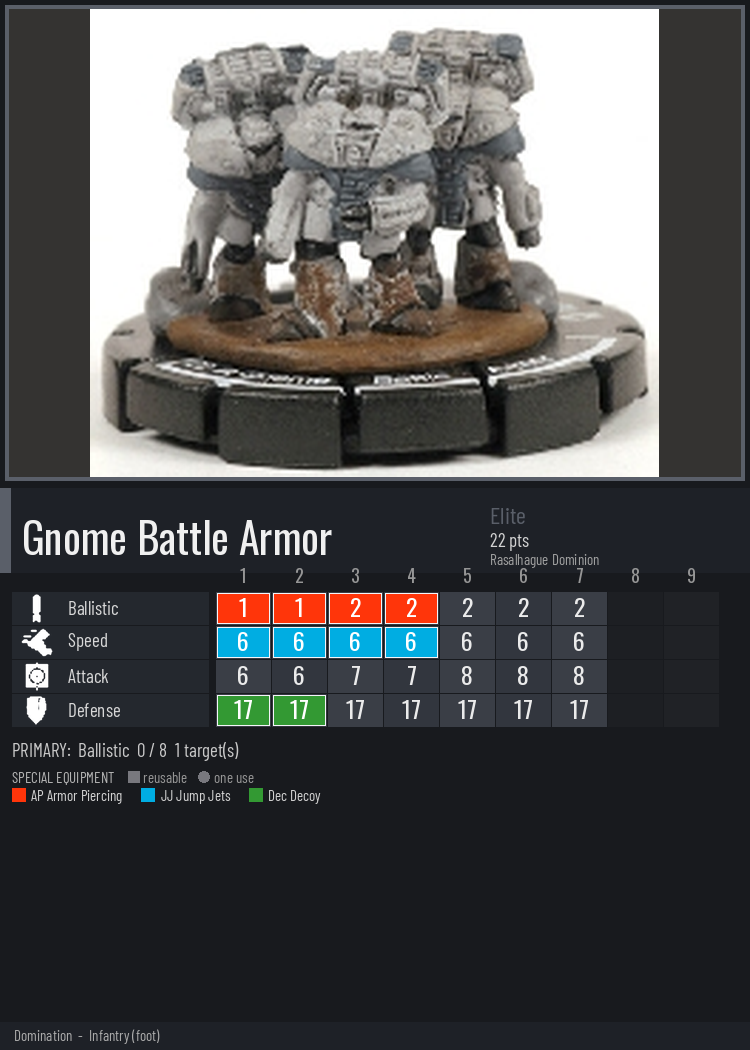 Gnome Battle Armor
Elite
22 pts
Rasalhague Dominion
1 2 3 4 5 6 7 8 9
Ballistic 1 1 2 2 2 2 2
Speed 6 6 6 6 6 6 6
Attack 6 6 7 7 8 8 8
Defense 17 17 17 17 17 17 17
PRIMARY: Ballistic 0 / 8 1 target(s)
SPECIAL EQUIPMENT reusable one use
AP Armor Piercing JJ Jump Jets Dec Decoy
Domination - Infantry (foot)